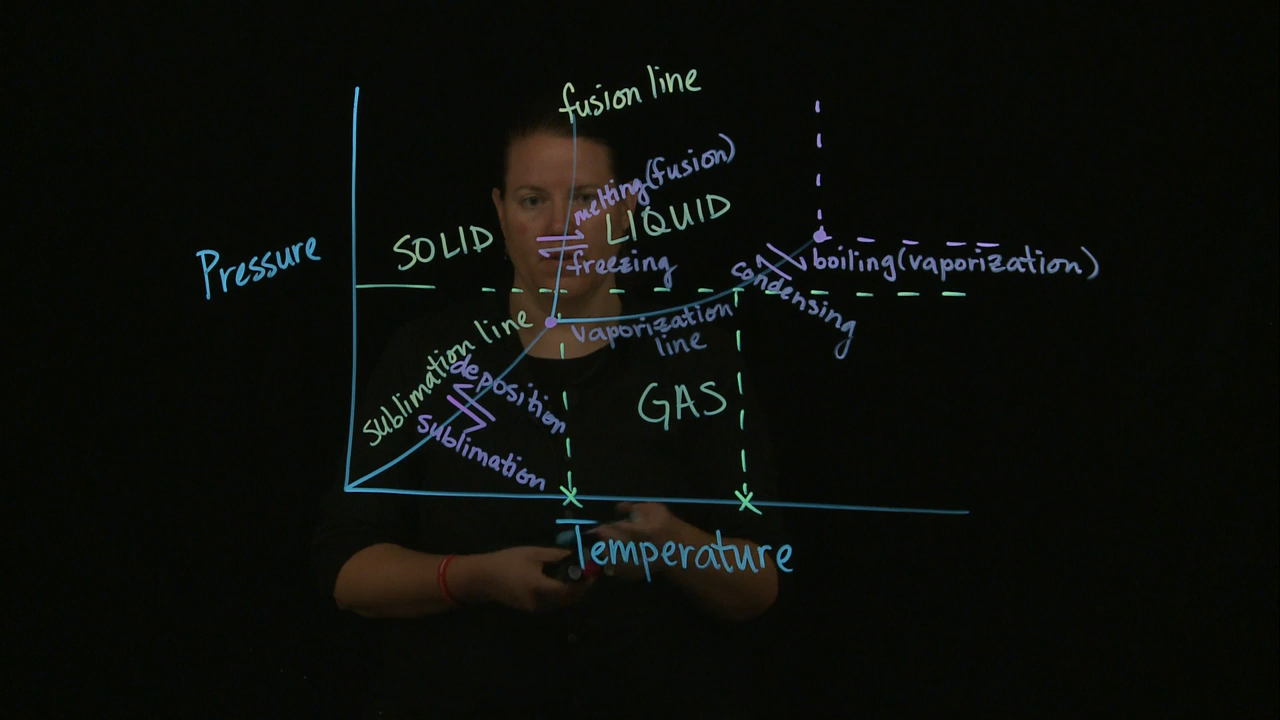 fusion line
melting(fusion)
SOLID
LIQUID
Pressure
freezing
boiling(vaporization)
condensing
sublimation line
vaporization
line
deposition
GAS
sublimation
Temperature